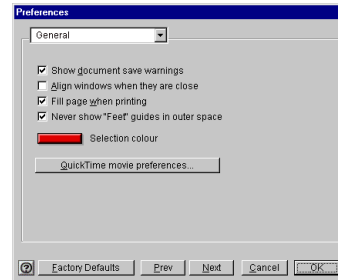 Preferences
General
Show document save warnings
Align windows when they are close
Fill page when printing
Never show "Feef" guides in outer space
Selection colour
QuickTime movie preferences...
? Factory Defaults Prev Next Cancel OK